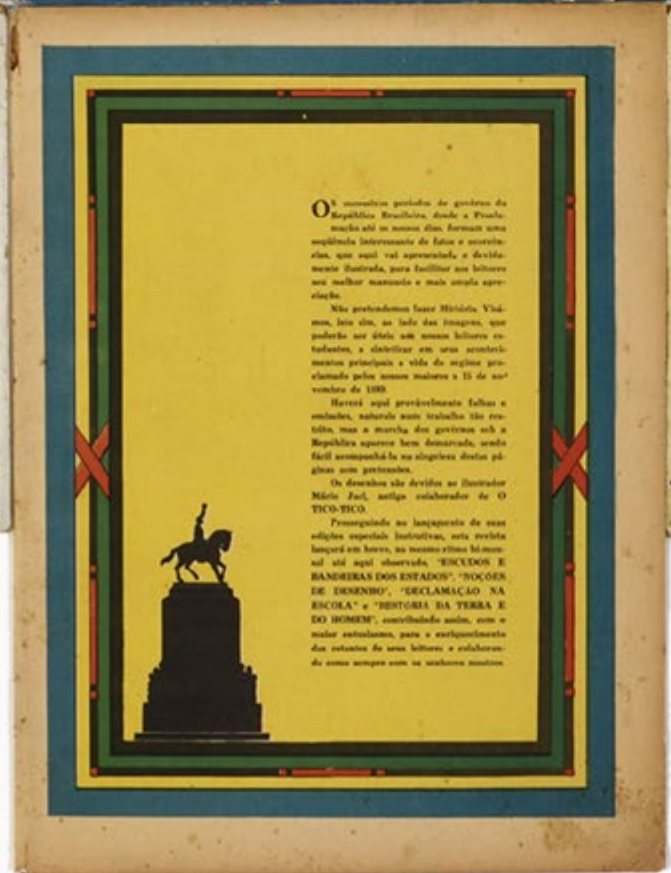 OS sucessivos períodos de govêrno da
República Brasileira, desde a Procla-
mação até os nossos dias, formam uma
seqüência interessante de fatos e ocorrên-
cias, que aqui vai apresentada e devida-
mente ilustrada, para facilitar aos leitores
seu melhor manuseio e mais ampla apre-
ciação.
Não pretendemos fazer História. Visá-
mos, isto sim, ao lado das imagens, que
poderão ser úteis aos nossos leitores es-
tudantes, a sintetizar em seus aconteci-
mentos principais a vida do regime pro-
clamado pelos nossos maiores a 15 de no-
vembro de 1889.
Haverá aqui provàvelmente falhas e
omissões, naturais num trabalho tão res-
trito, mas a marcha dos govêrnos sob a
República aparece bem demarcada, sendo
fácil acompanhá-la na singeleza destas pá-
ginas sem pretensões.
Os desenhos são devidos ao ilustrador
Mário Jaci, antigo colaborador de O
TICO-TICO.
Prosseguindo no lançamento de suas
edições especiais instrutivas, esta revista
lançará em breve, no mesmo ritmo bi-men-
sal até aqui observado, "ESCUDOS E
BANDEIRAS DOS ESTADOS", "NOÇÕES
DE DESENHO", "DECLAMAÇÃO NA
ESCOLA" e "HISTÓRIA DA TERRA E
DO HOMEM", contribuindo assim, com o
maior entusiasmo, para o enriquecimento
das estantes de seus leitores e colaboran-
do como sempre com os senhores mestres.